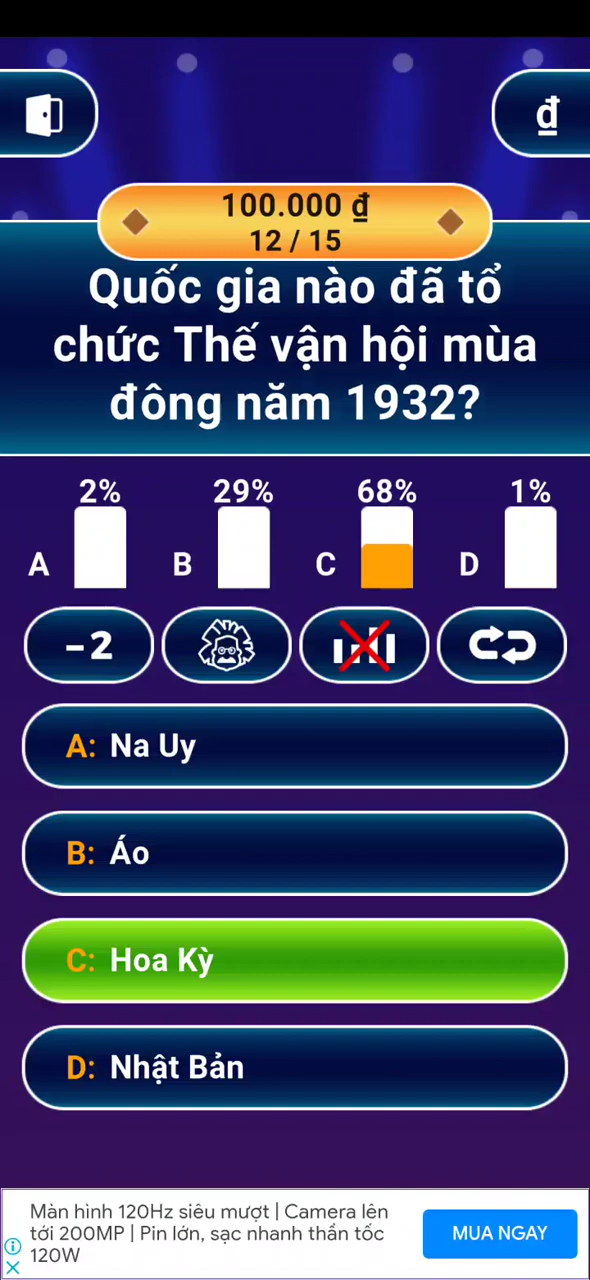 đ
100.000 ₫
12 / 15
Quốc gia nào đã tổ
chức Thế vận hội mùa
đông năm 1932?
2% 29% 68% 1%
A B C D
-2
A: Na Uy
B: Áo
C: Hoa Kỳ
D: Nhật Bản
Màn hình 120Hz siêu mượt | Camera lên
tới 200MP | Pin lớn, sạc nhanh thần tốc
120W
MUA NGAY